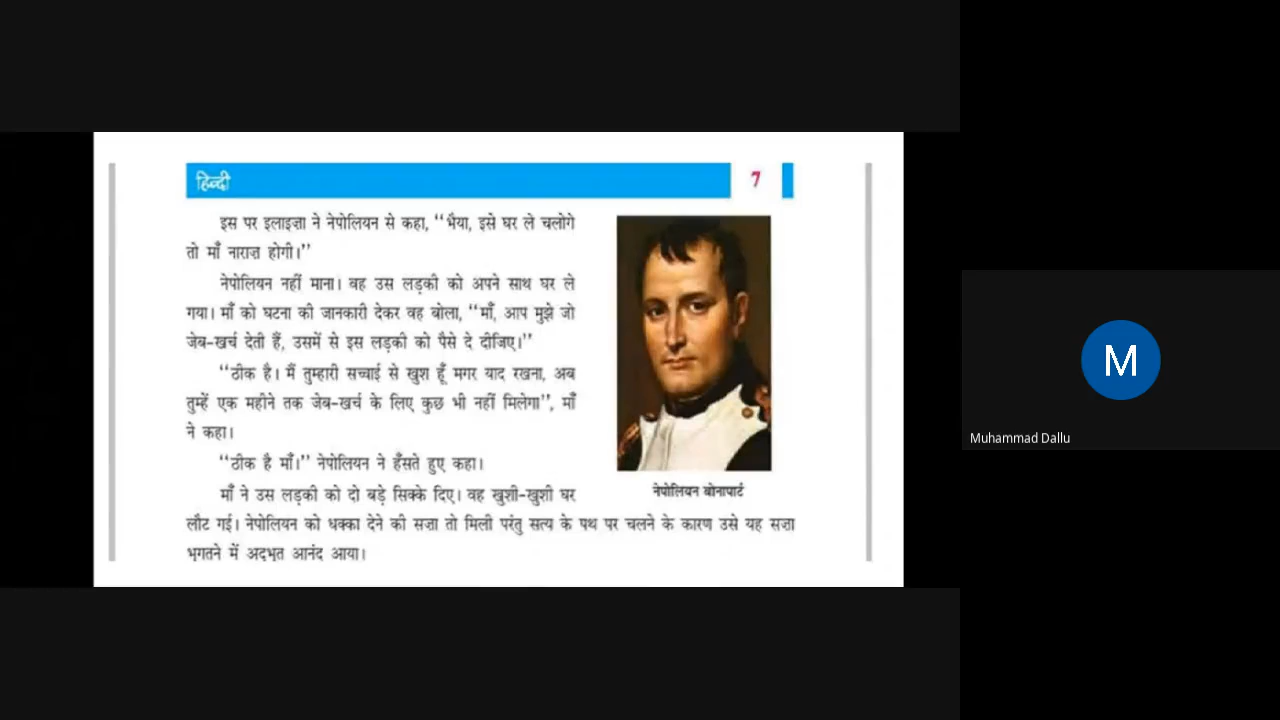 हिन्दी
7
इस पर इलाइज़ा ने नेपोलियन से कहा, ‘‘भैया, इसे घर ले चलोगे
तो माँ नाराज़ होगी।’’
नेपोलियन नहीं माना। वह उस लड़की को अपने साथ घर ले
गया। माँ को घटना की जानकारी देकर वह बोला, ‘‘माँ, आप मुझे जो
जेब-खर्च देती हैं, उसमें से इस लड़की को पैसे दे दीजिए।’’
‘‘ठीक है। मैं तुम्हारी सच्चाई से खुश हूँ मगर याद रखना, अब
तुम्हें एक महीने तक जेब-खर्च के लिए कुछ भी नहीं मिलेगा’’, माँ
ने कहा।
‘‘ठीक है माँ।’’ नेपोलियन ने हँसते हुए कहा।
माँ ने उस लड़की को दो बड़े सिक्के दिए। वह खुशी-खुशी घर
लौट गई। नेपोलियन को धक्का देने की सज़ा तो मिली परंतु सत्य के पथ पर चलने के कारण उसे यह सज़ा
भुगतने में अद्भुत आनंद आया।
नेपोलियन बोनापार्ट
M
Muhammad Dallu